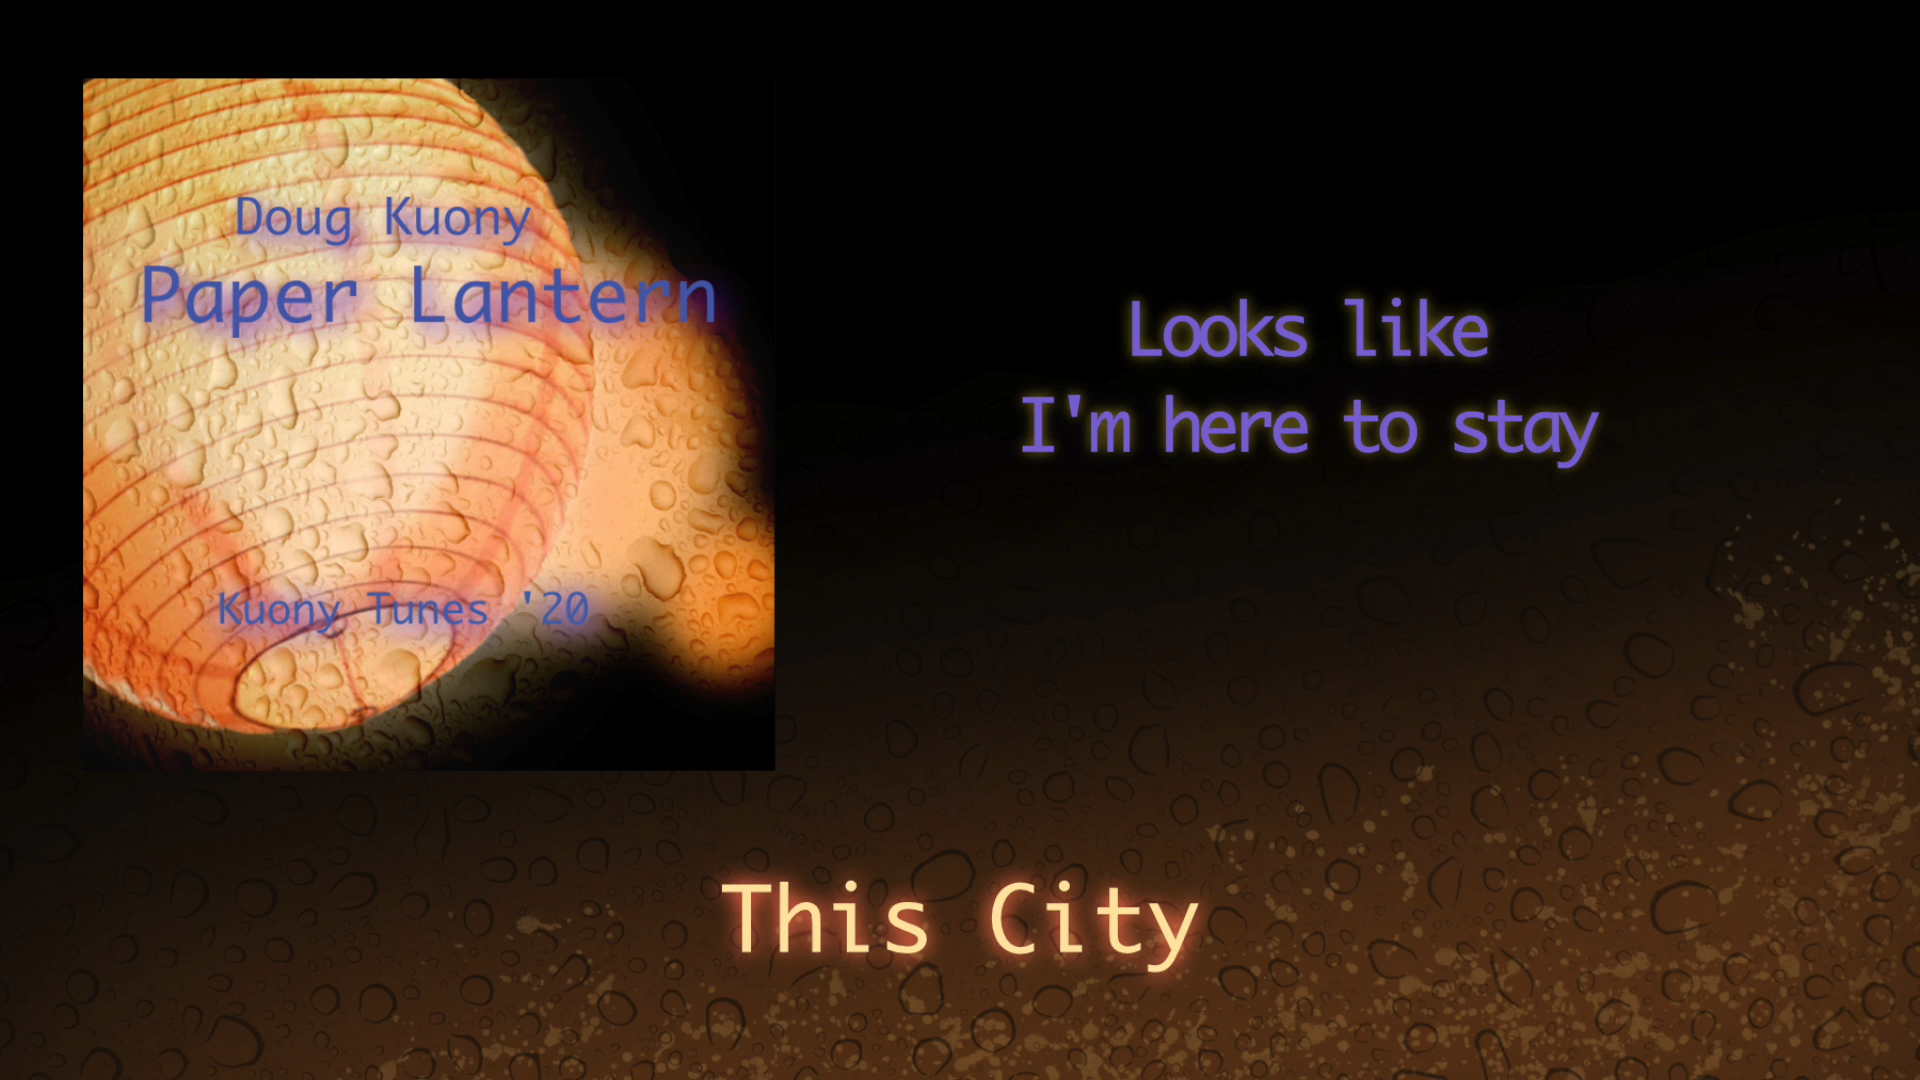 Doug Kuony
Paper Lantern
Kuony Tunes '20
Looks like
I'm here to stay
This City